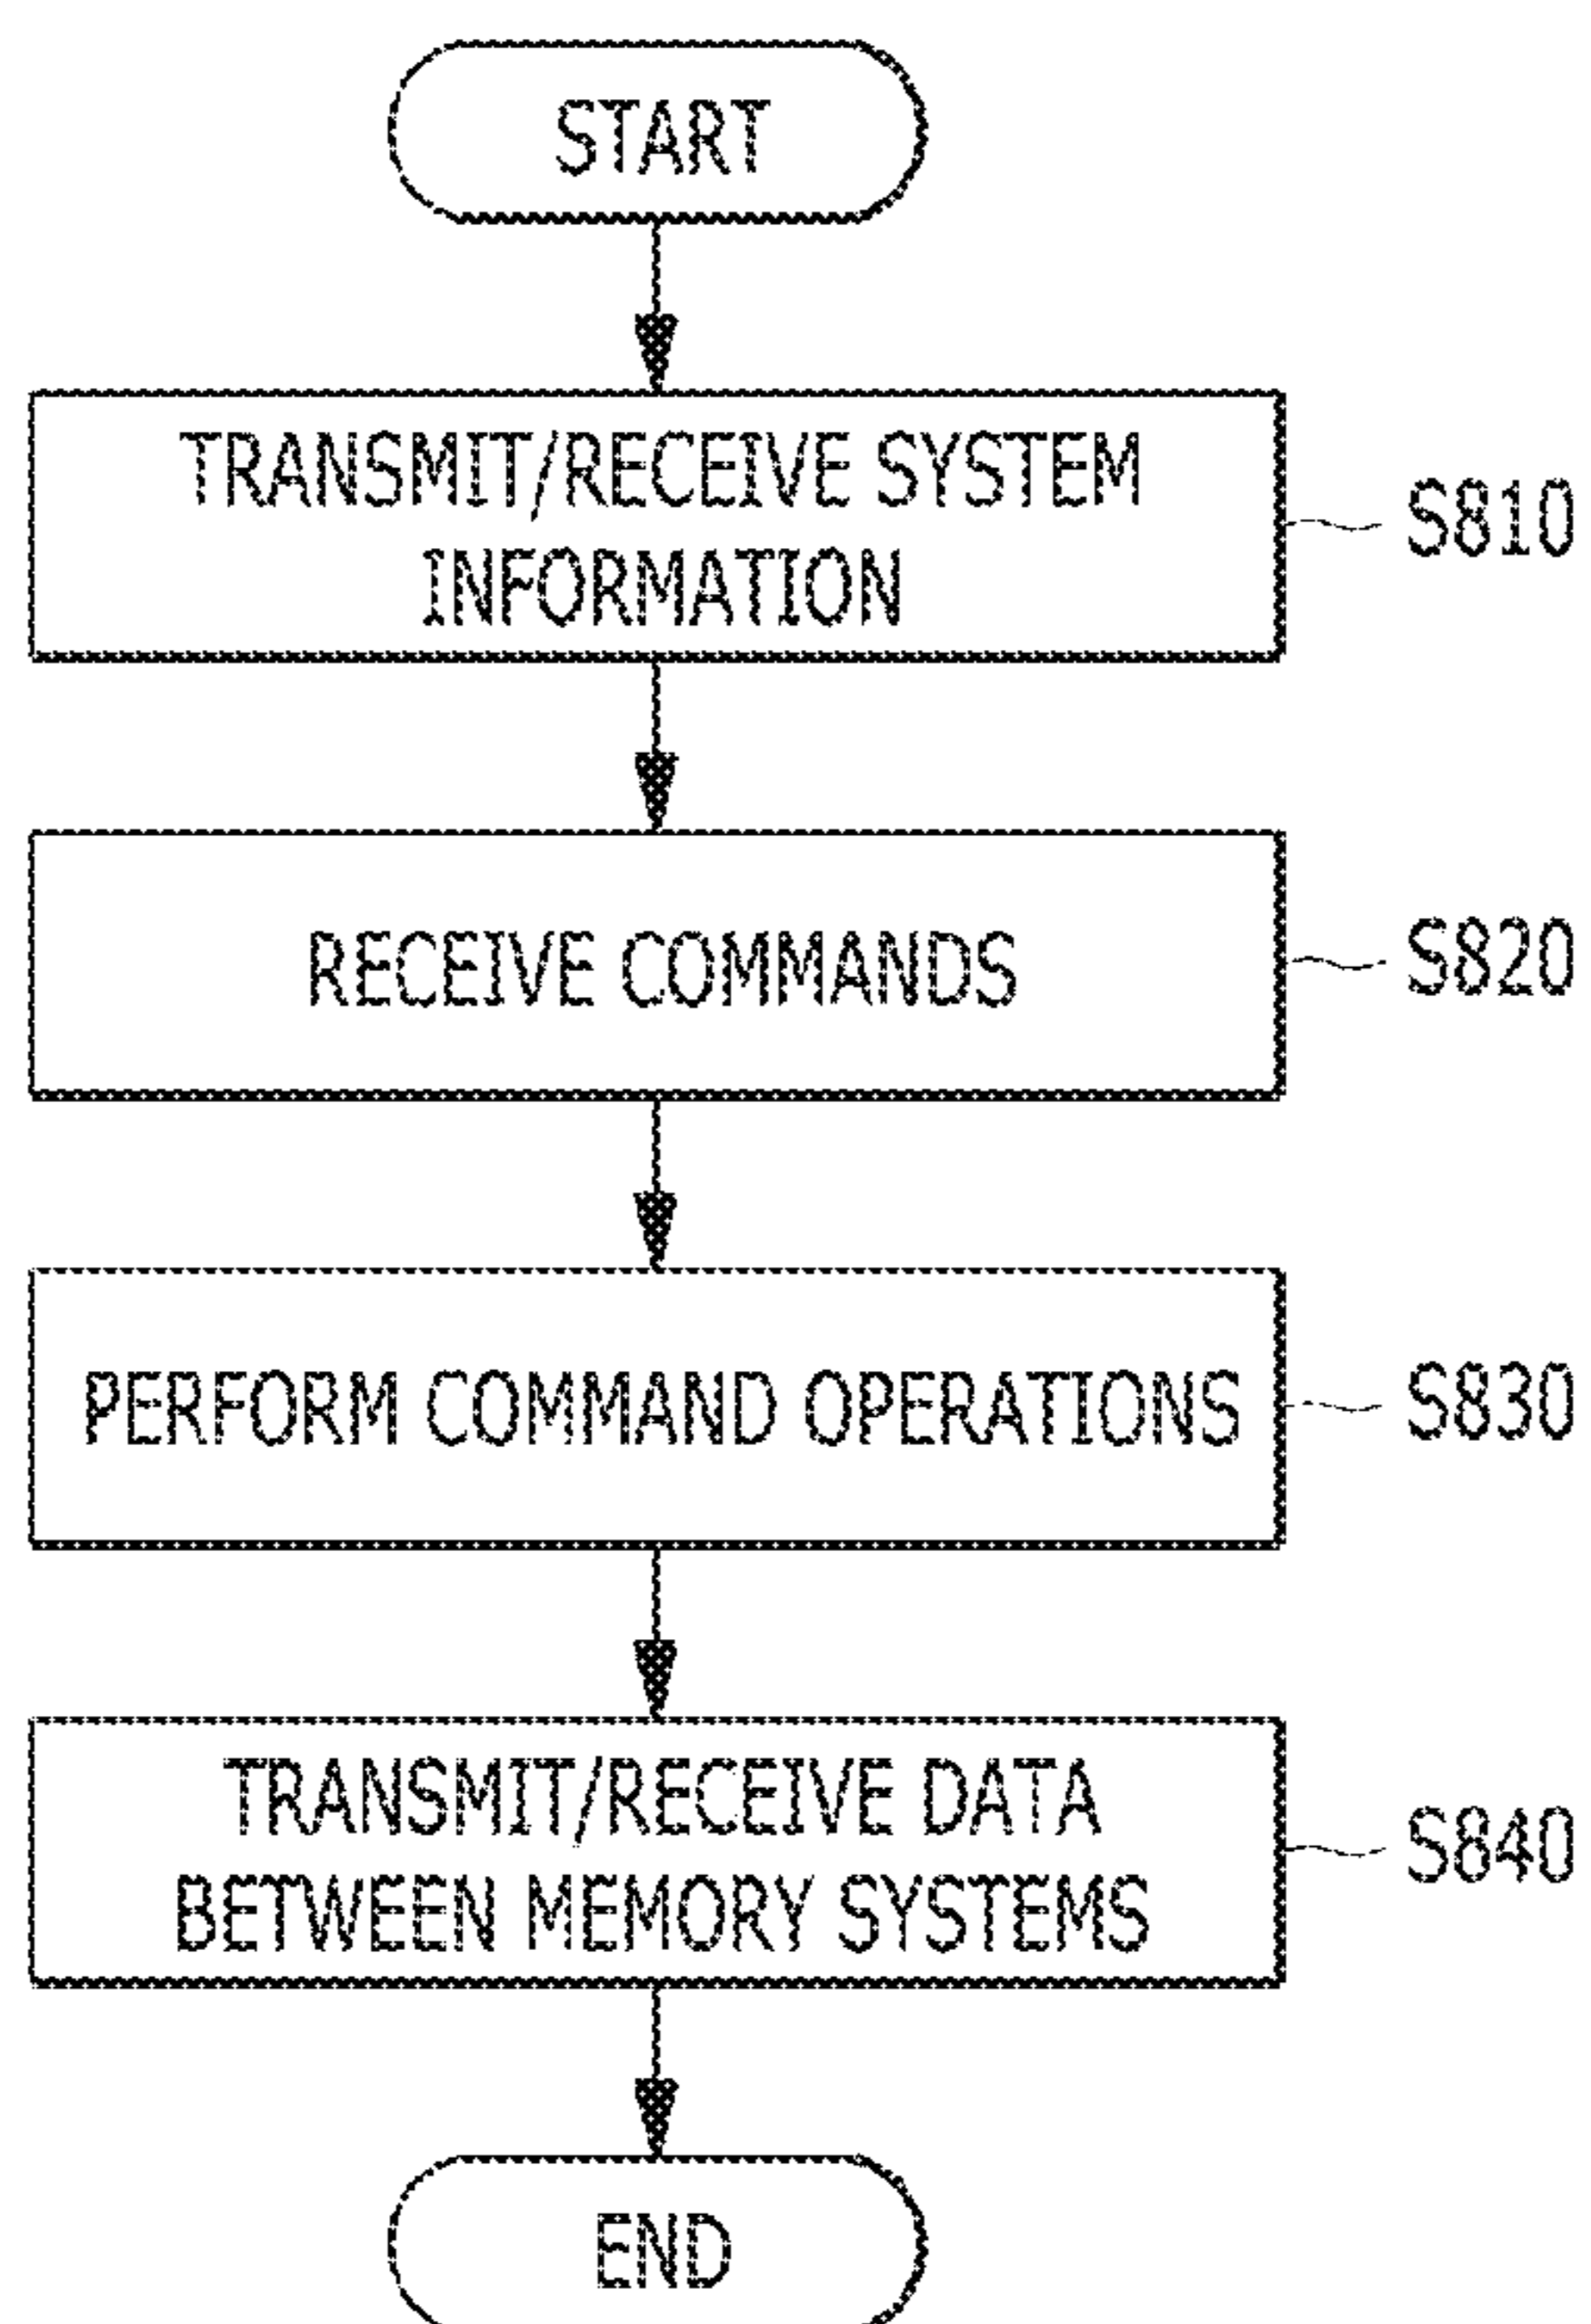 START
TRANSMIT/RECEIVE SYSTEM
INFORMATION
S810
RECEIVE COMMANDS
S820
PERFORM COMMAND OPERATIONS
S830
TRANSMIT/RECEIVE DATA
BETWEEN MEMORY SYSTEMS
S840
END